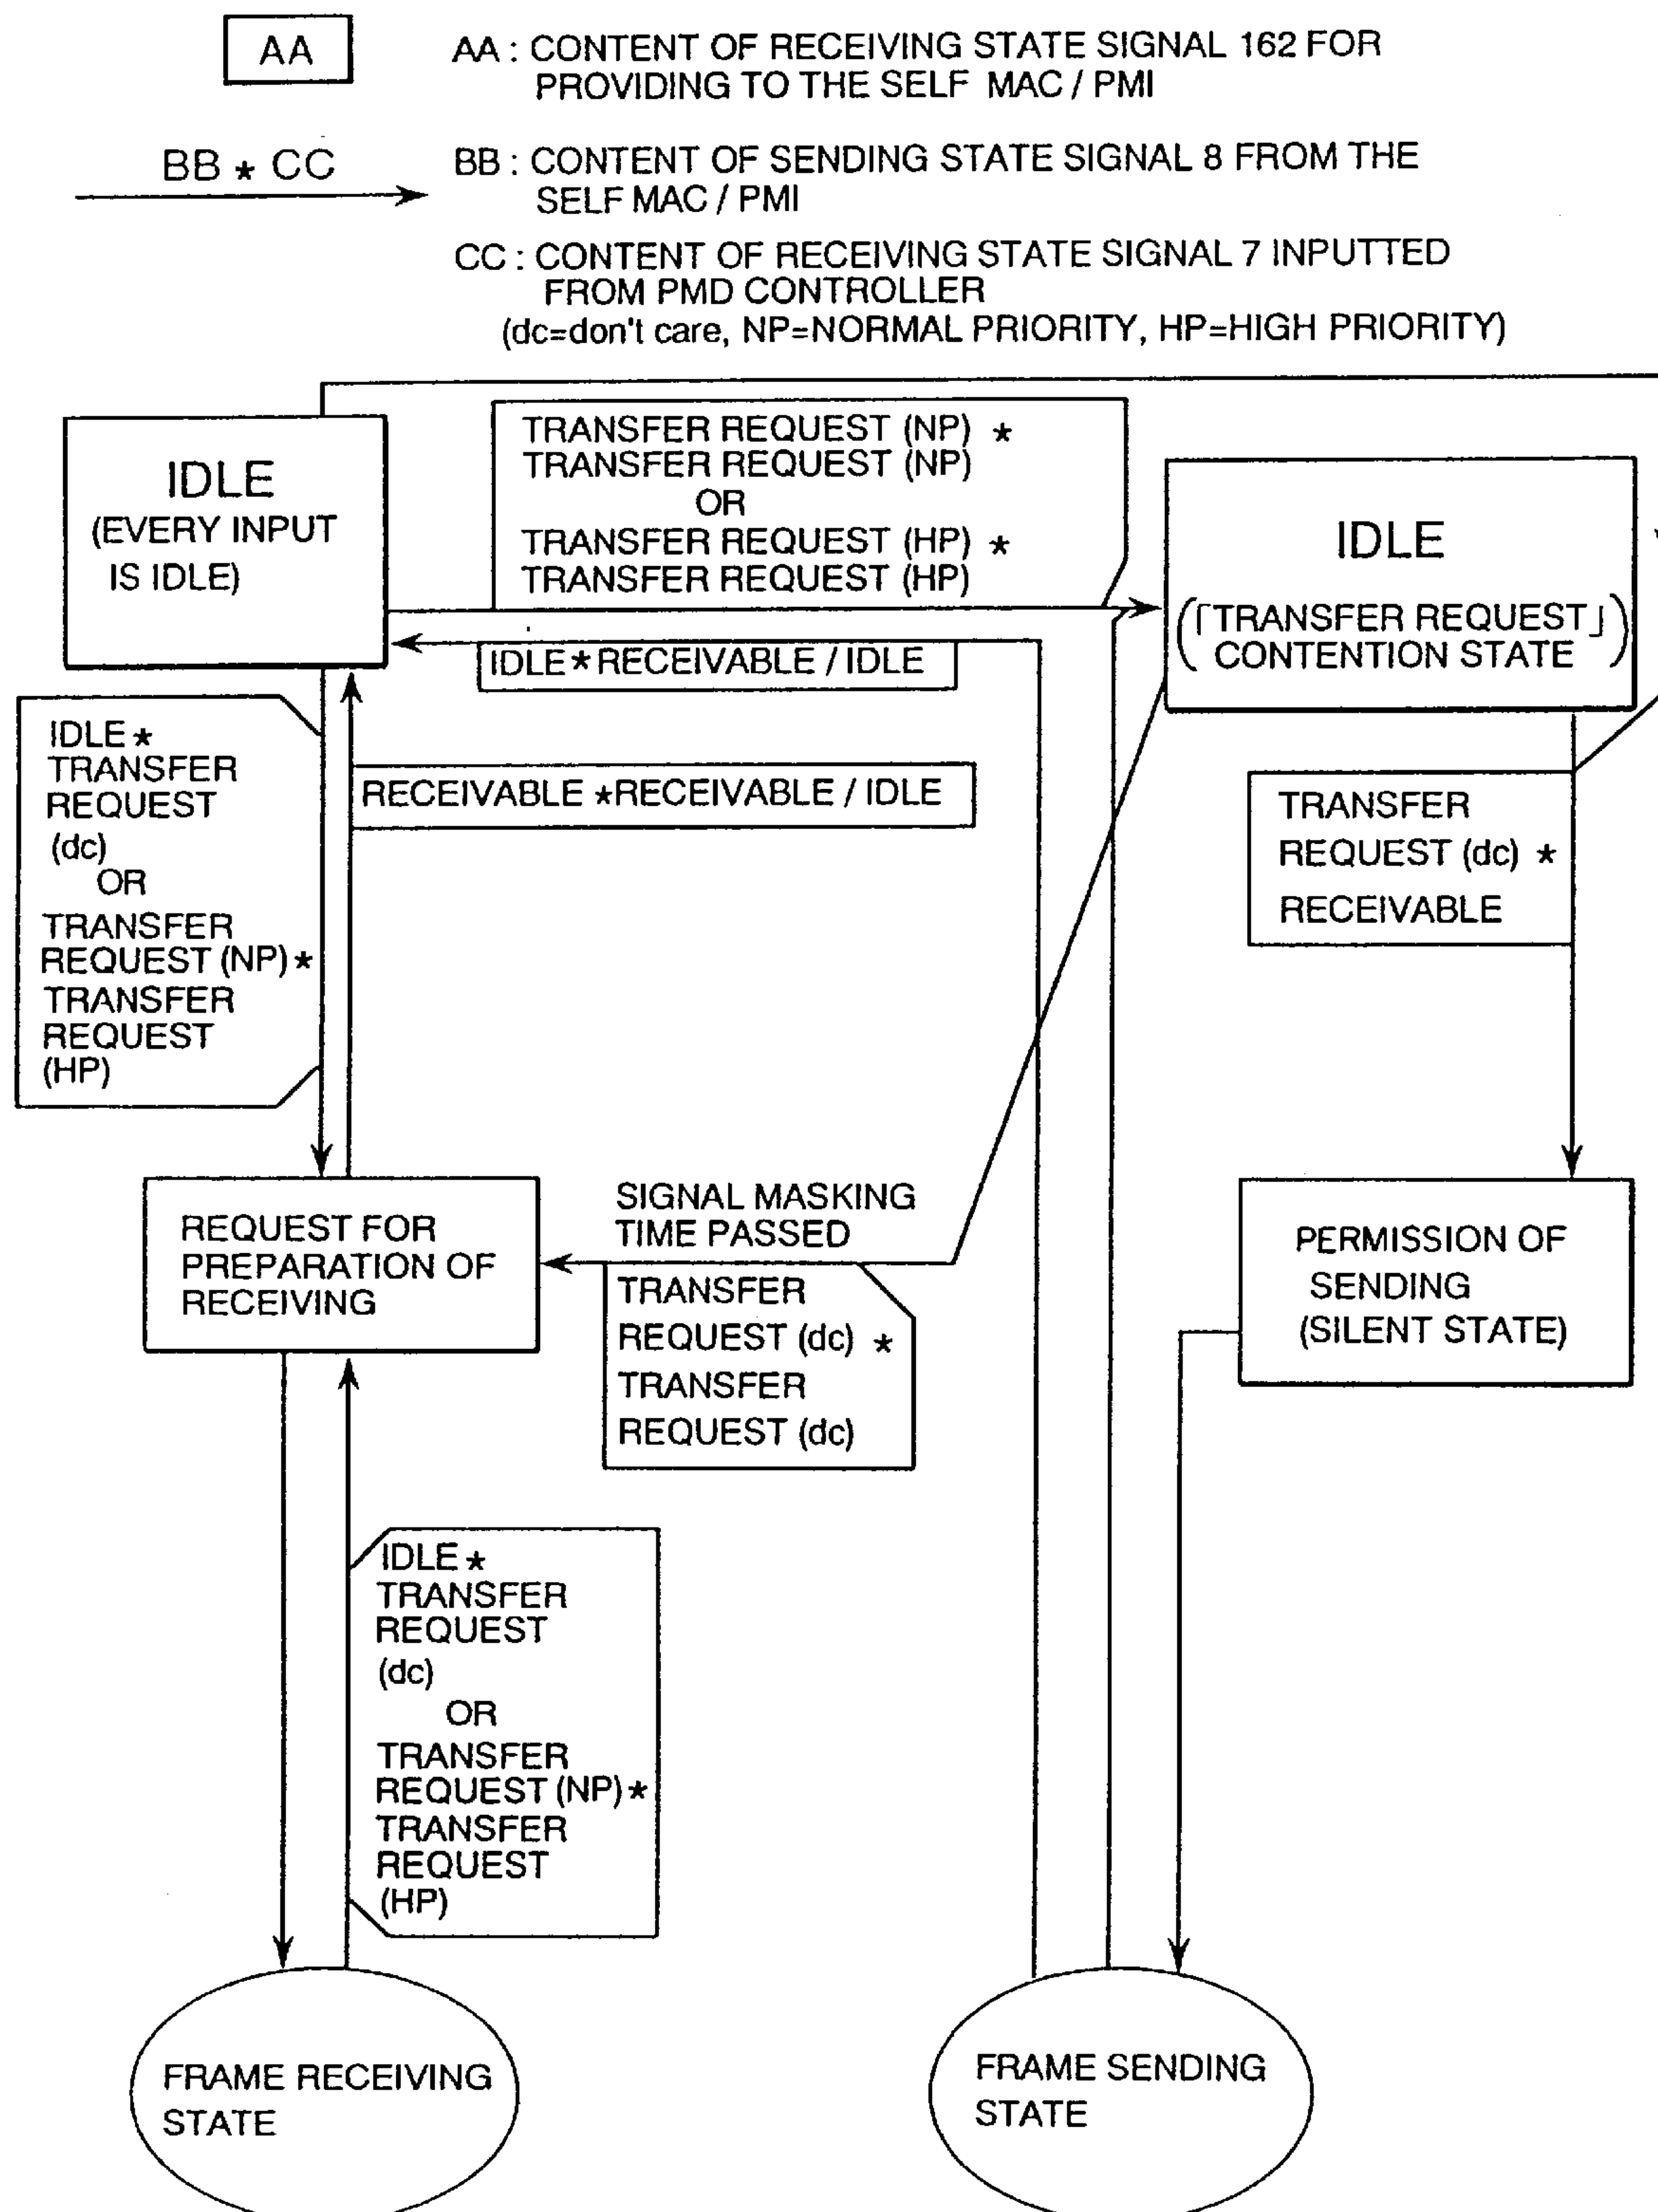 AA
AA : CONTENT OF RECEIVING STATE SIGNAL 162 FOR
PROVIDING TO THE SELF MAC / PMI
BB ⋆ CC
BB : CONTENT OF SENDING STATE SIGNAL 8 FROM THE
SELF MAC / PMI
CC : CONTENT OF RECEIVING STATE SIGNAL 7 INPUTTED
FROM PMD CONTROLLER
(dc=don't care, NP=NORMAL PRIORITY, HP=HIGH PRIORITY)
IDLE
(EVERY INPUT
IS IDLE)
TRANSFER REQUEST (NP) ⋆
TRANSFER REQUEST (NP)
OR
TRANSFER REQUEST (HP) ⋆
TRANSFER REQUEST (HP)
IDLE
(「TRANSFER REQUEST」
CONTENTION STATE)
IDLE⋆RECEIVABLE / IDLE
IDLE⋆
TRANSFER
REQUEST
(dc)
OR
TRANSFER
REQUEST (NP)⋆
TRANSFER
REQUEST
(HP)
RECEIVABLE ⋆RECEIVABLE / IDLE
TRANSFER
REQUEST (dc) ⋆
RECEIVABLE
REQUEST FOR
PREPARATION OF
RECEIVING
SIGNAL MASKING
TIME PASSED
TRANSFER
REQUEST (dc) ⋆
TRANSFER
REQUEST (dc)
PERMISSION OF
SENDING
(SILENT STATE)
IDLE⋆
TRANSFER
REQUEST
(dc)
OR
TRANSFER
REQUEST (NP)⋆
TRANSFER
REQUEST
(HP)
FRAME RECEIVING
STATE
FRAME SENDING
STATE